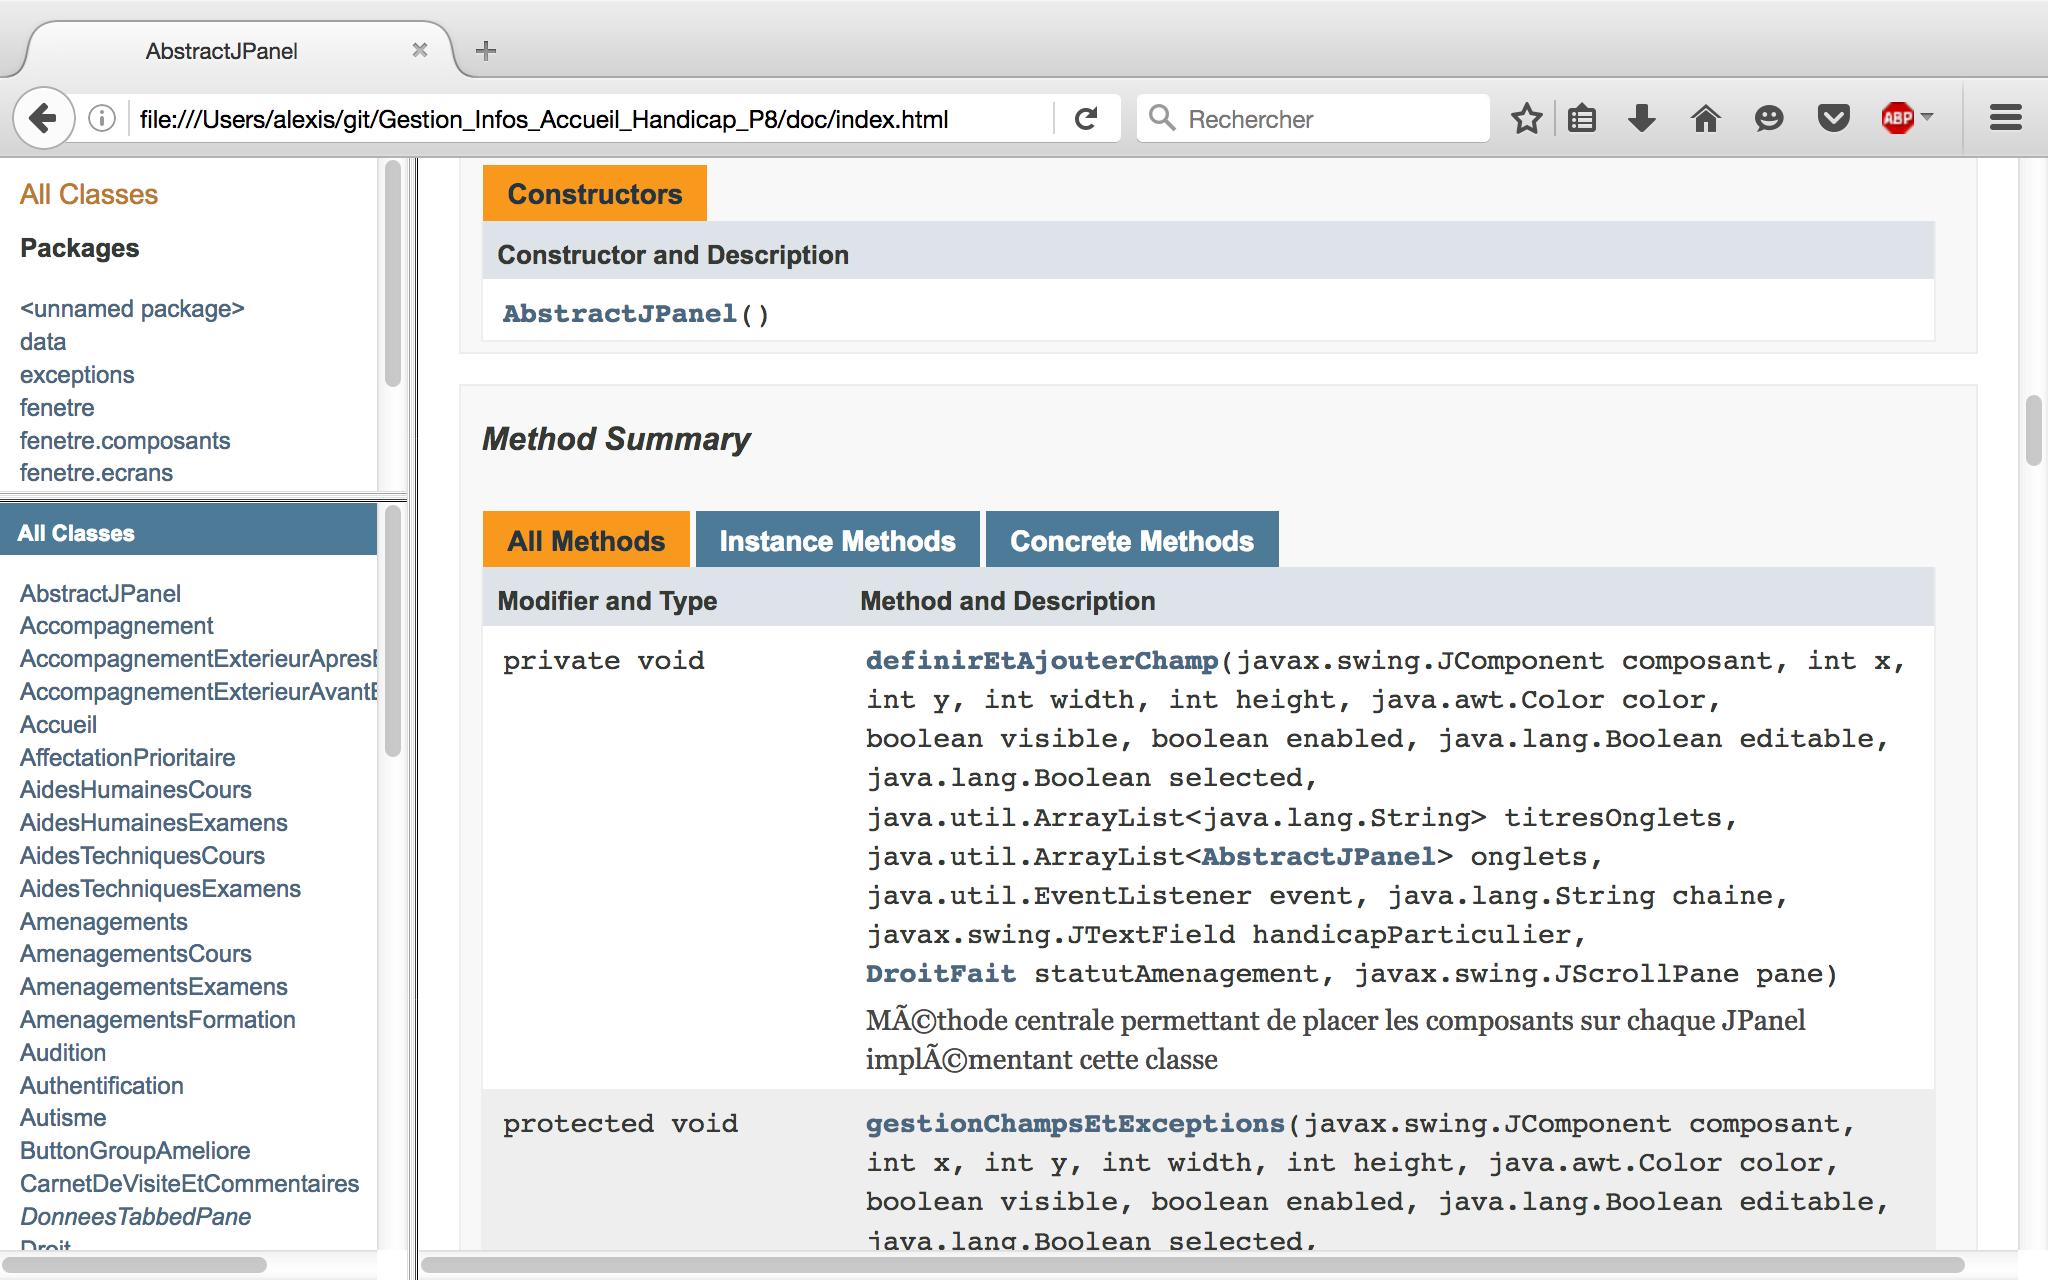 AbstractJPanel
file:///Users/alexis/git/Gestion_Infos_Accueil_Handicap_P8/doc/index.html
Rechercher
ABP
All Classes
Packages
<unnamed package>
data
exceptions
fenetre
fenetre.composants
fenetre.ecrans
All Classes
AbstractJPanel
Accompagnement
AccompagnementExterieurApresE
AccompagnementExterieurAvantE
Accueil
AffectationPrioritaire
AidesHumainesCours
AidesHumainesExamens
AidesTechniquesCours
AidesTechniquesExamens
Amenagements
AmenagementsCours
AmenagementsExamens
AmenagementsFormation
Audition
Authentification
Autisme
ButtonGroupAmeliore
CarnetDeVisiteEtCommentaires
DonneesTabbedPane
Droit
Constructors
Constructor and Description
AbstractJPanel()
Method Summary
All Methods Instance Methods Concrete Methods
Modifier and Type Method and Description
private void definirEtAjouterChamp(javax.swing.JComponent composant, int x,
int y, int width, int height, java.awt.Color color,
boolean visible, boolean enabled, java.lang.Boolean editable,
java.lang.Boolean selected,
java.util.ArrayList<java.lang.String> titresOnglets,
java.util.ArrayList<AbstractJPanel> onglets,
java.util.EventListener event, java.lang.String chaine,
javax.swing.JTextField handicapParticulier,
DroitFait statutAmenagement, javax.swing.JScrollPane pane)
MÃ©thode centrale permettant de placer les composants sur chaque JPanel
implÃ©mentant cette classe
protected void gestionChampsEtExceptions(javax.swing.JComponent composant,
int x, int y, int width, int height, java.awt.Color color,
boolean visible, boolean enabled, java.lang.Boolean editable,
java.lang.Boolean selected,